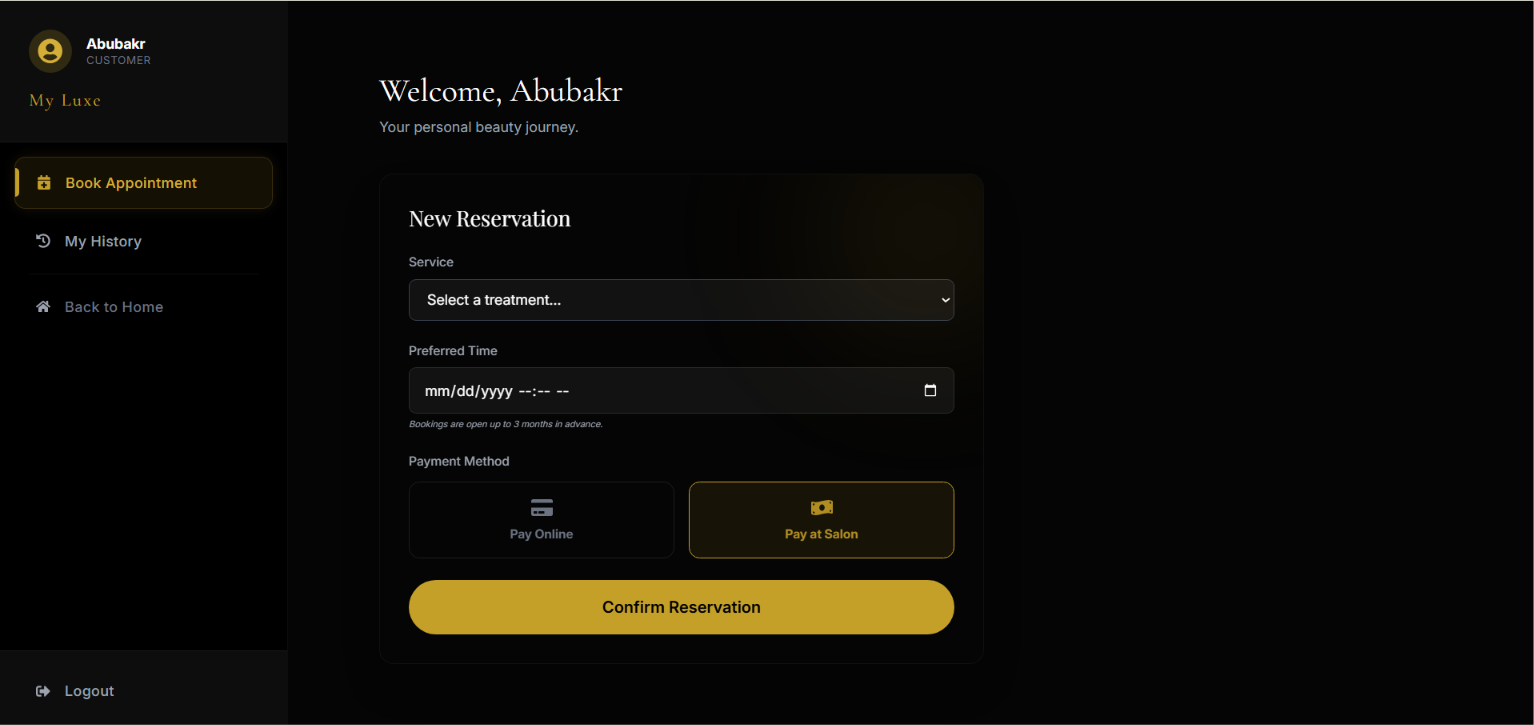 Abubakr
CUSTOMER
My Luxe
Book Appointment
My History
Back to Home
Logout
Welcome, Abubakr
Your personal beauty journey.
New Reservation
Service
Select a treatment...
Preferred Time
mm/dd/yyyy --:-- --
Bookings are open up to 3 months in advance.
Payment Method
Pay Online
Pay at Salon
Confirm Reservation